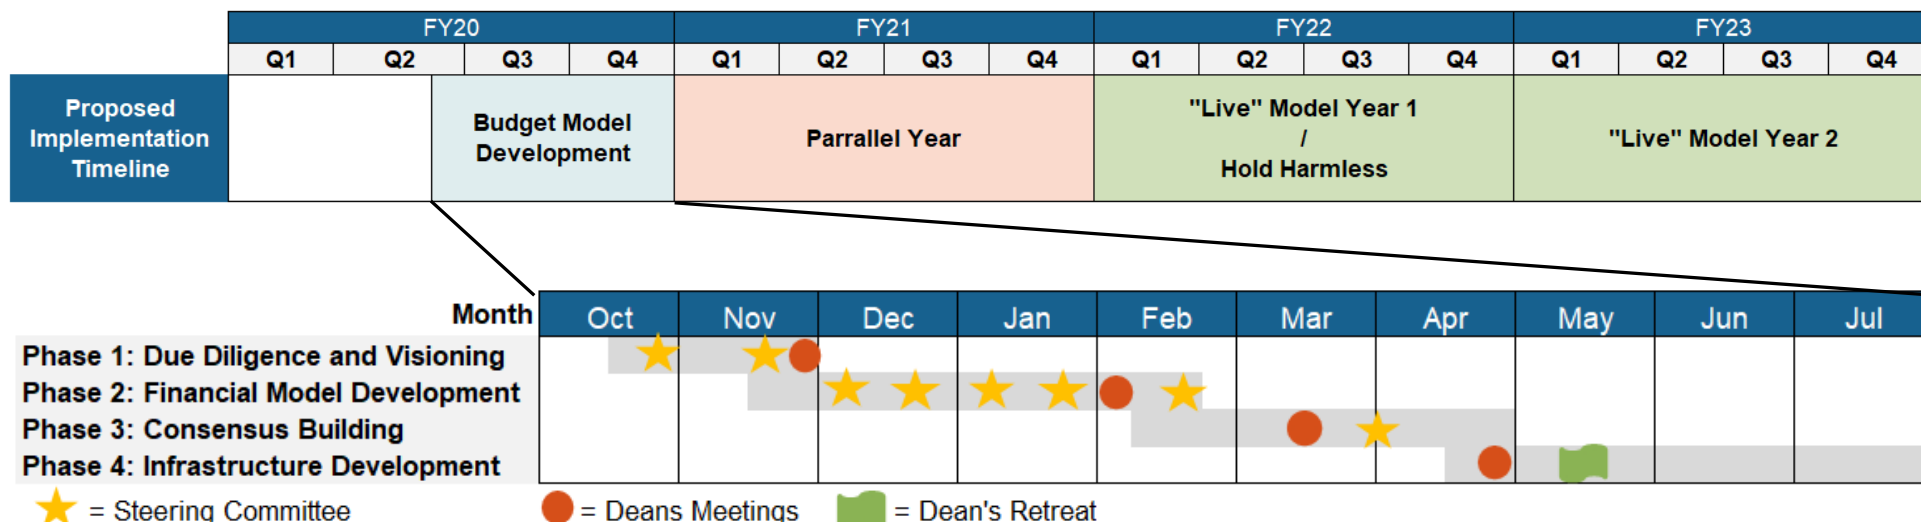 FY20 FY21 FY22 FY23
Q1 Q2 Q3 Q4 Q1 Q2 Q3 Q4 Q1 Q2 Q3 Q4 Q1 Q2 Q3 Q4
Proposed
Implementation
Timeline
Budget Model
Development
Parrallel Year
"Live" Model Year 1
/
Hold Harmless
"Live" Model Year 2
Month Oct Nov Dec Jan Feb Mar Apr May Jun Jul
Phase 1: Due Diligence and Visioning
Phase 2: Financial Model Development
Phase 3: Consensus Building
Phase 4: Infrastructure Development
= Steering Committee = Deans Meetings = Dean's Retreat